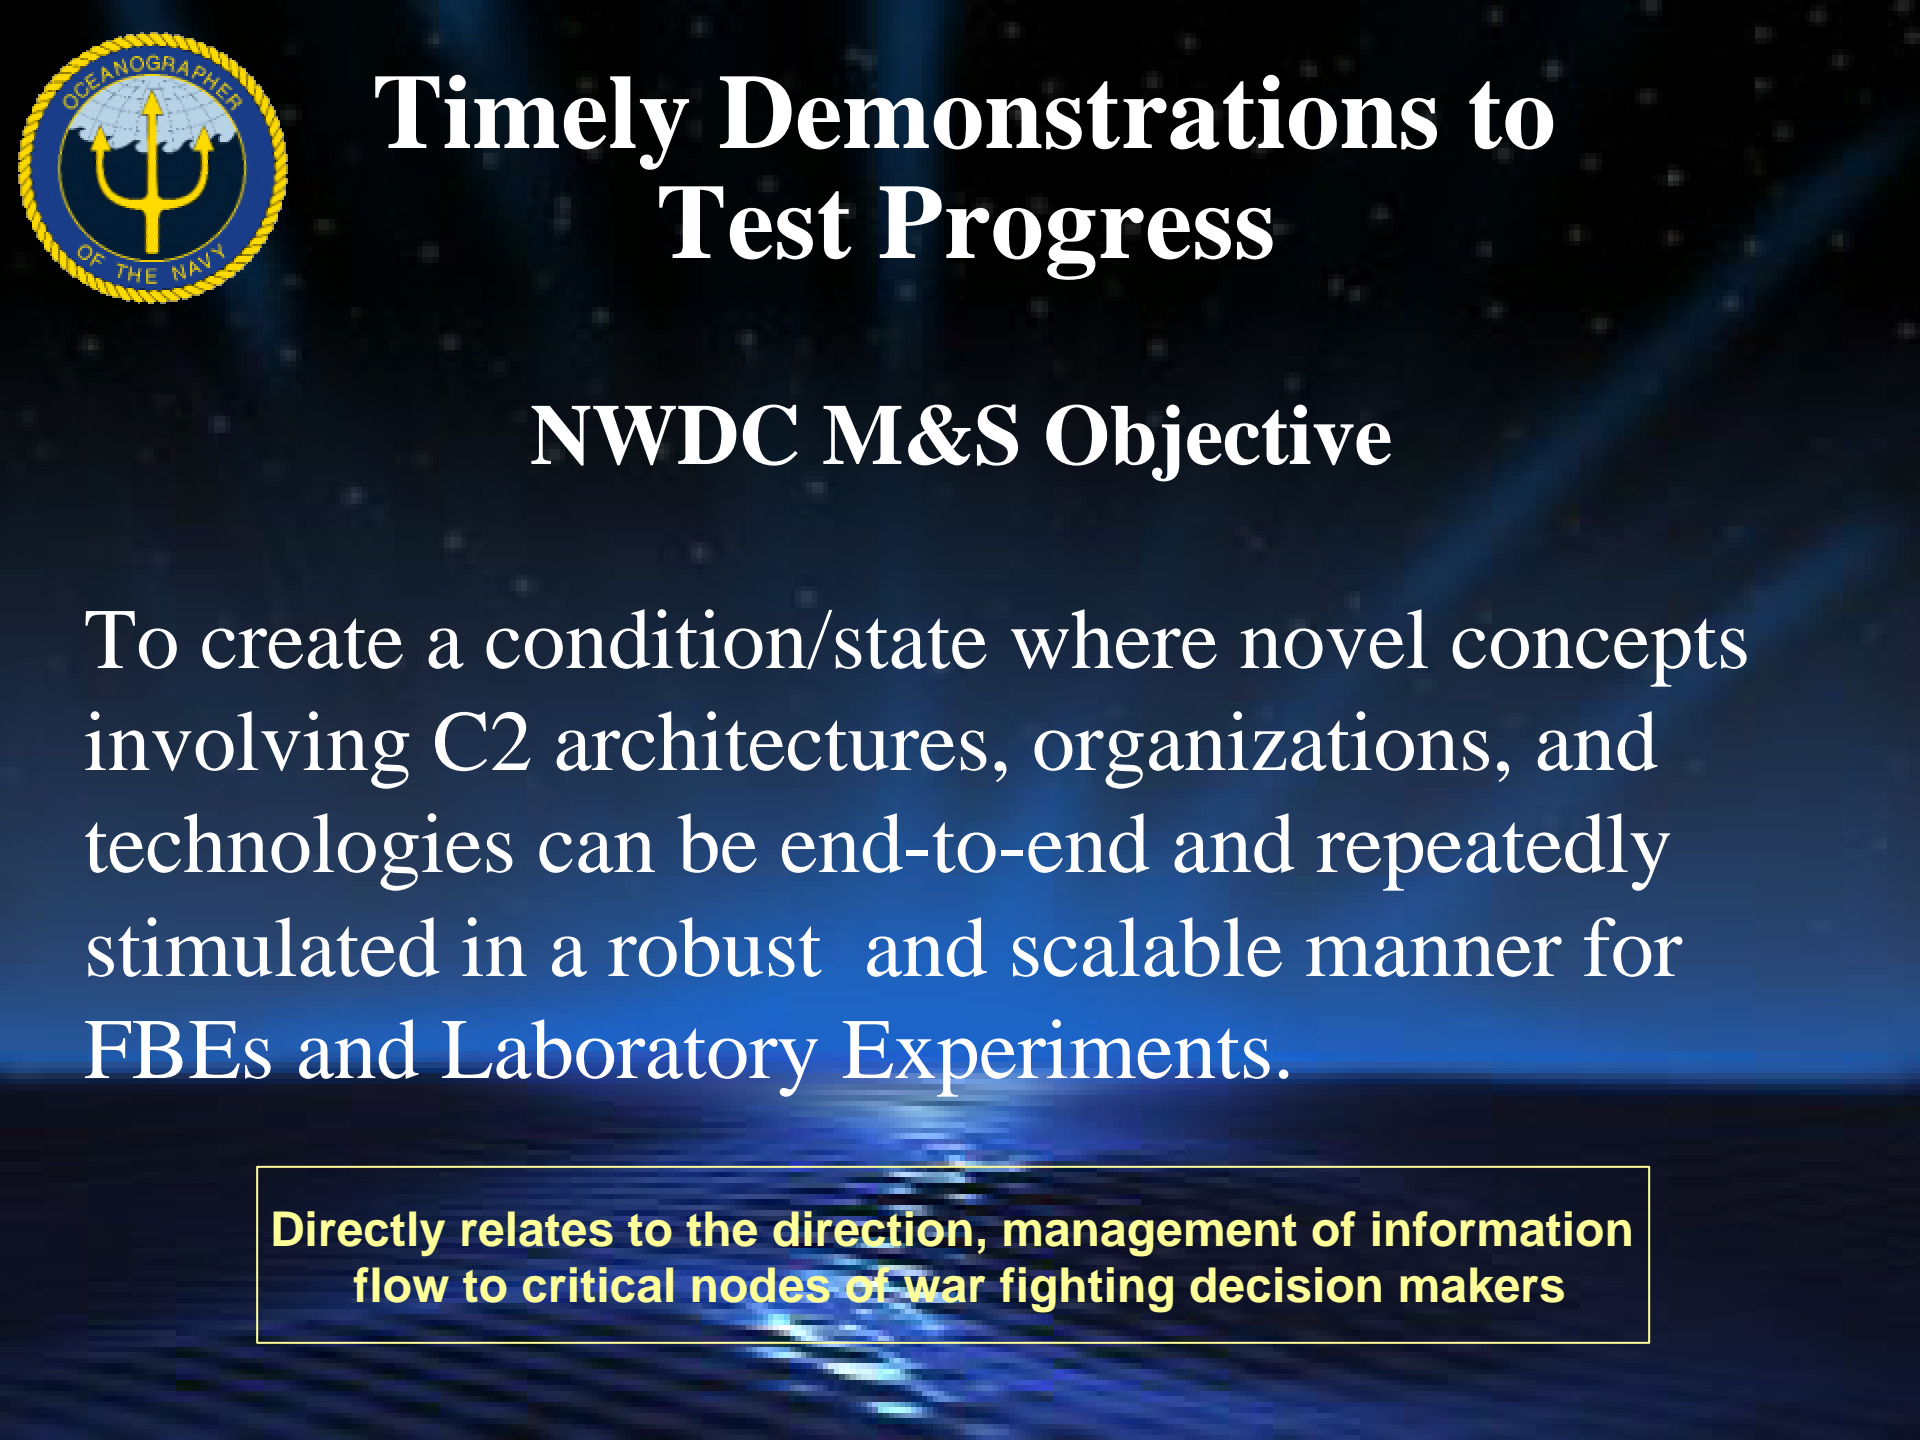 OCEANOGRAPHER
OF THE NAVY
Timely Demonstrations to
Test Progress
NWDC M&S Objective
To create a condition/state where novel concepts
involving C2 architectures, organizations, and
technologies can be end-to-end and repeatedly
stimulated in a robust  and scalable manner for
FBEs and Laboratory Experiments.
Directly relates to the direction, management of information
flow to critical nodes of war fighting decision makers